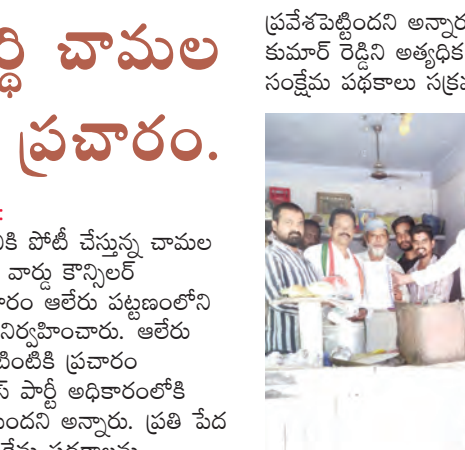 ర్థి చామల
ప్రచారం.
:
కి పోటీ చేస్తున్న చామల
వార్డు కౌన్సిలర్
ారం ఆలేరు పట్టణంలోని
నిర్వహించారు. ఆలేరు
టింటికి ప్రచారం
స్ పార్టీ అధికారంలోకి
ుందని అన్నారు. ప్రతి పేద
ప్రవేశపెట్టిందని అన్నారు
కుమార్ రెడ్డిని అత్యధిక
సంక్షేమ పథకాలు సక్రమ